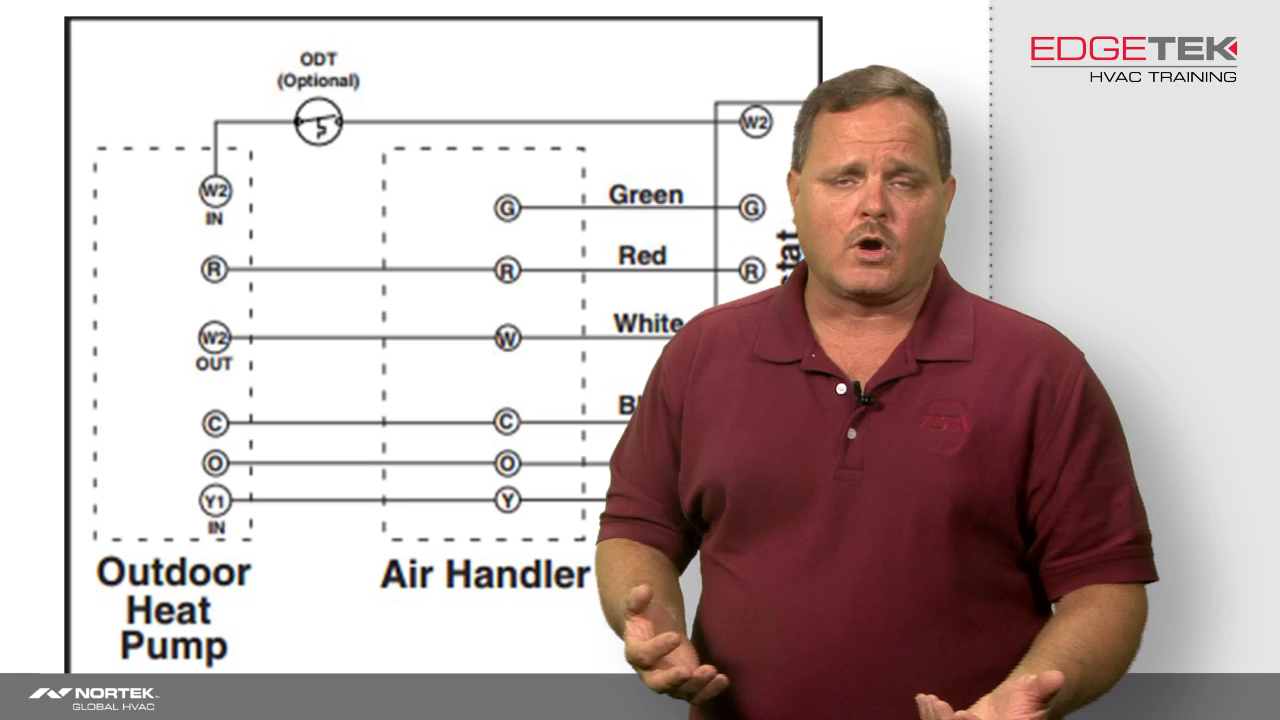 ODT
(Optional)
W2
W2
IN
G
Green
G
R
R
Red
R
W2
OUT
W
White
C
C
O
O
Y1
IN
Y
Outdoor
Heat
Pump
Air Handler
EDGETEK
HVAC TRAINING
NORTEK
GLOBAL HVAC